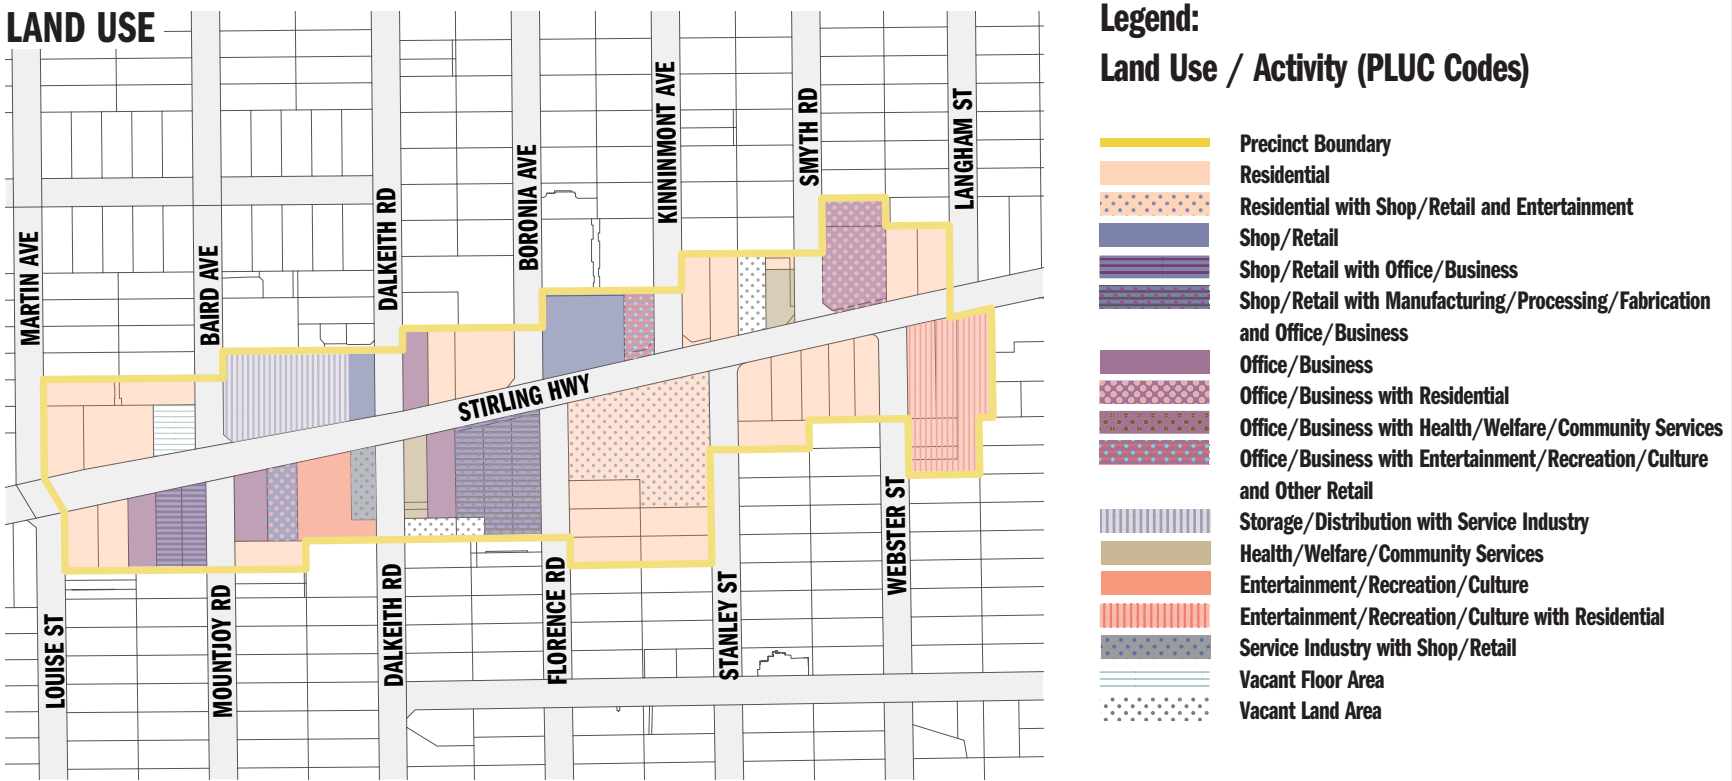 LAND USE
MARTIN AVE
BAIRD AVE
DALKEITH RD
BORONIA AVE
KINNINMONT AVE
SMYTH RD
LANGHAM ST
STIRLING HWY
LOUISE ST
MOUNTJOY RD
DALKEITH RD
FLORENCE RD
STANLEY ST
WEBSTER ST
Legend:
Land Use / Activity (PLUC Codes)
Precinct Boundary
Residential
Residential with Shop/Retail and Entertainment
Shop/Retail
Shop/Retail with Office/Business
Shop/Retail with Manufacturing/Processing/Fabrication
and Office/Business
Office/Business
Office/Business with Residential
Office/Business with Health/Welfare/Community Services
Office/Business with Entertainment/Recreation/Culture
and Other Retail
Storage/Distribution with Service Industry
Health/Welfare/Community Services
Entertainment/Recreation/Culture
Entertainment/Recreation/Culture with Residential
Service Industry with Shop/Retail
Vacant Floor Area
Vacant Land Area